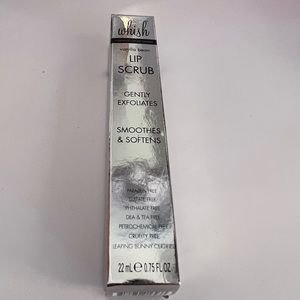 whish
vanilla bean
LIP
SCRUB
GENTLY
EXFOLIATES
SMOOTHES
& SOFTENS
PARABEN FREE
SULFATE FREE
PHTHALATE FREE
DEA & TEA FREE
PETROCHEMICAL FREE
CRUELTY FREE
LEAPING BUNNY CERTIFIED
22 mL ℮ 0.75 FL OZ